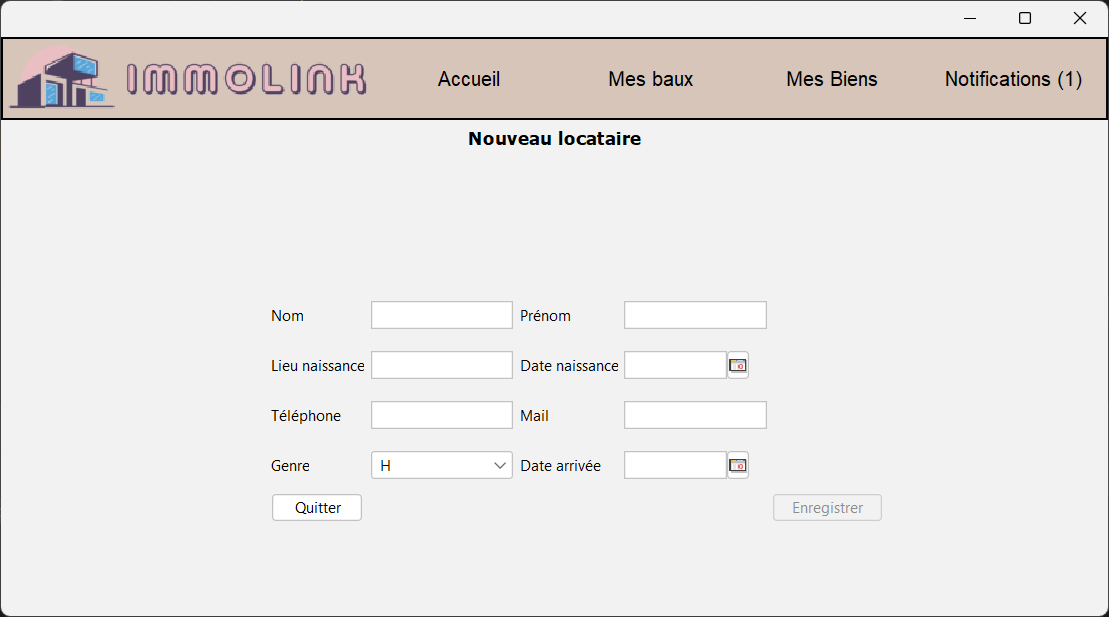 IMMOLINK Accueil Mes baux Mes Biens Notifications (1)
Nouveau locataire
Nom Prénom
Lieu naissance Date naissance
Téléphone Mail
Genre H Date arrivée
Quitter Enregistrer